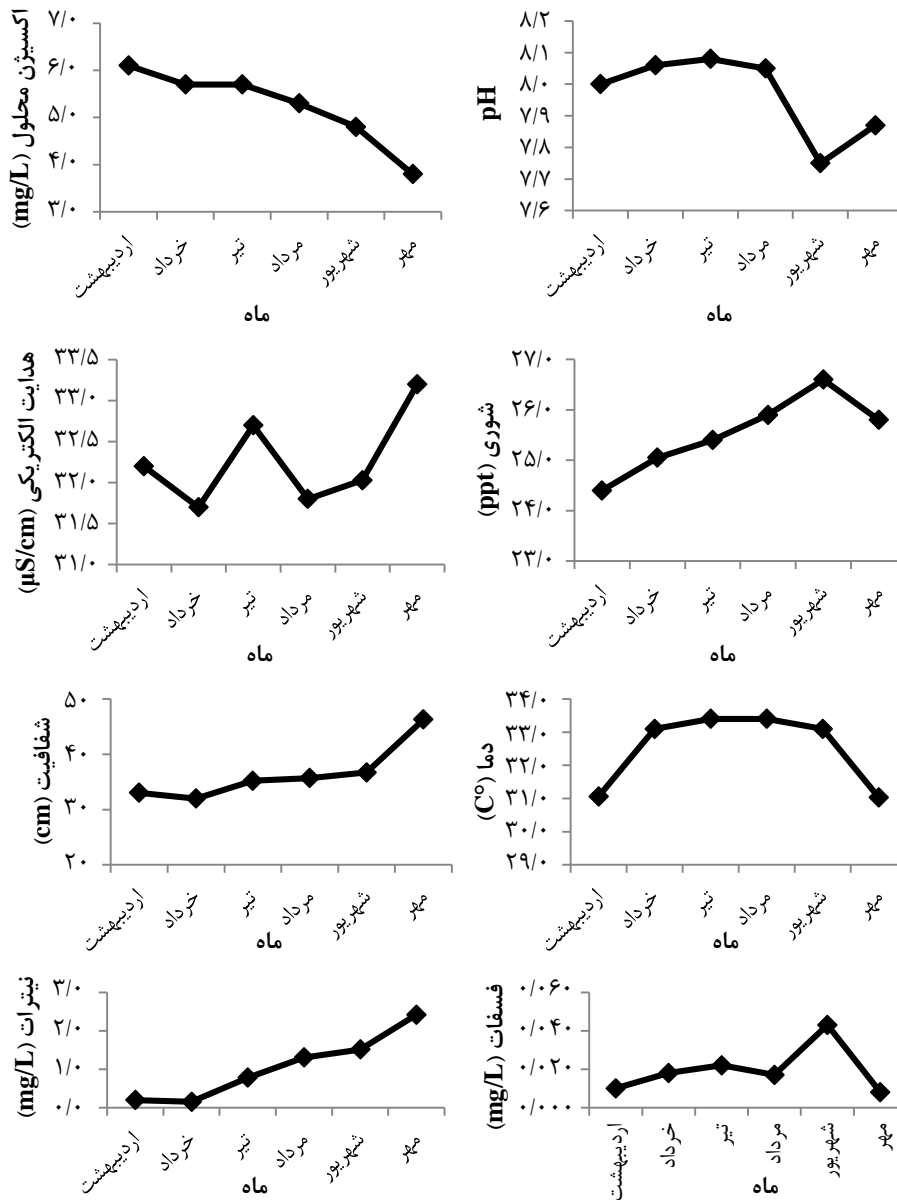 اکسیژن محلول (mg/L)
۷/۰
۶/۰
۵/۰
۴/۰
۳/۰
اردیبهشت
خرداد
تیر
مرداد
شهریور
مهر
ماه
pH
۸/۲
۸/۱
۸/۰
۷/۹
۷/۸
۷/۷
۷/۶
اردیبهشت
خرداد
تیر
مرداد
شهریور
مهر
ماه
هدایت الکتریکی (µS/cm)
۳۳/۵
۳۳/۰
۳۲/۵
۳۲/۰
۳۱/۵
۳۱/۰
اردیبهشت
خرداد
تیر
مرداد
شهریور
مهر
ماه
شوری (ppt)
۲۷/۰
۲۶/۰
۲۵/۰
۲۴/۰
۲۳/۰
اردیبهشت
خرداد
تیر
مرداد
شهریور
مهر
ماه
شفافیت (cm)
۵۰
۴۰
۳۰
۲۰
اردیبهشت
خرداد
تیر
مرداد
شهریور
مهر
ماه
دما (C°)
۳۴/۰
۳۳/۰
۳۲/۰
۳۱/۰
۳۰/۰
۲۹/۰
اردیبهشت
خرداد
تیر
مرداد
شهریور
مهر
ماه
نیترات (mg/L)
۳/۰
۲/۰
۱/۰
۰/۰
اردیبهشت
خرداد
تیر
مرداد
شهریور
مهر
ماه
فسفات (mg/L)
۰/۰۶۰
۰/۰۴۰
۰/۰۲۰
۰/۰۰۰
اردیبهشت
خرداد
تیر
مرداد
شهریور
مهر
ماه